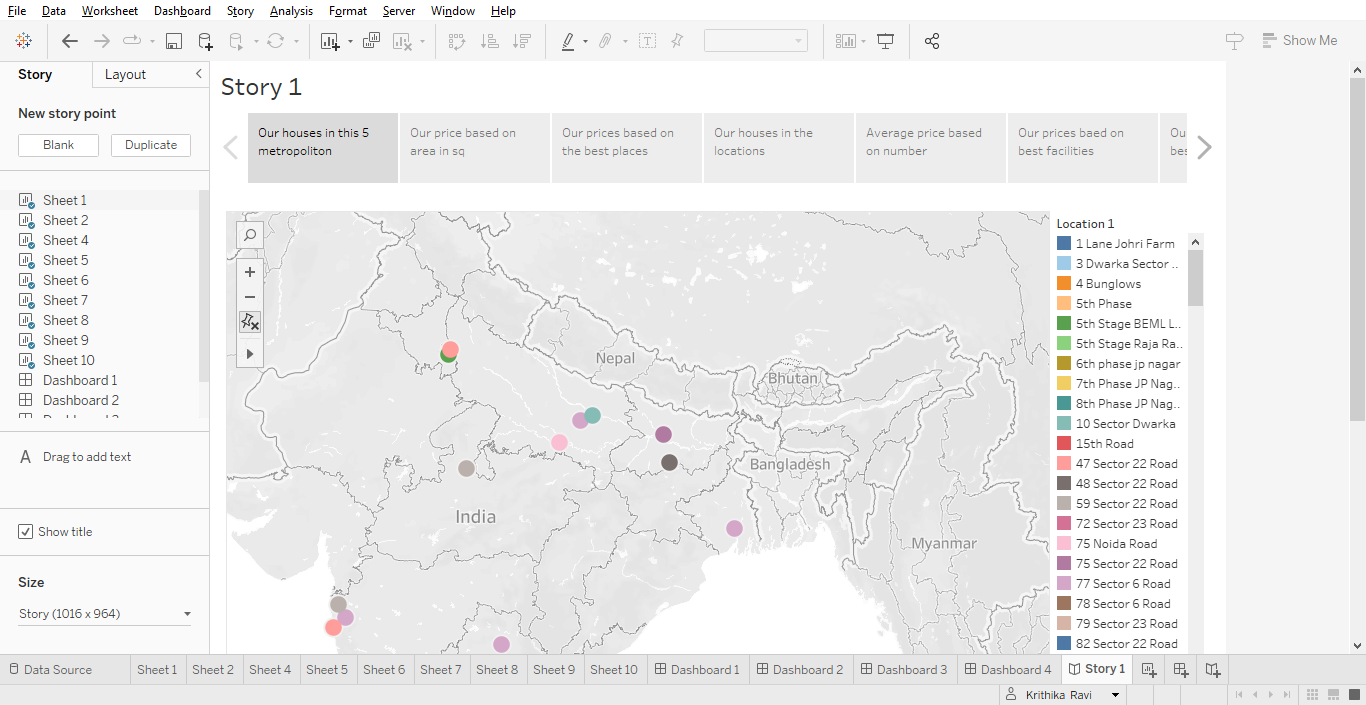 File Data Worksheet Dashboard Story Analysis Format Server Window Help
Show Me
Story Layout
New story point
Blank Duplicate
Sheet 1
Sheet 2
Sheet 4
Sheet 5
Sheet 6
Sheet 7
Sheet 8
Sheet 9
Sheet 10
Dashboard 1
Dashboard 2
A Drag to add text
Show title
Size
Story (1016 x 964)
Story 1
Our houses in this 5
metropoliton
Our price based on
area in sq
Our prices based on
the best places
Our houses in the
locations
Average price based
on number
Our prices baed on
best facilities
Ou
bes
Nepal
Bhutan
Bangladesh
India
Myanmar
Location 1
1 Lane Johri Farm
3 Dwarka Sector ..
4 Bunglows
5th Phase
5th Stage BEML L..
5th Stage Raja Ra..
6th phase jp nagar
7th Phase JP Nag..
8th Phase JP Nag..
10 Sector Dwarka
15th Road
47 Sector 22 Road
48 Sector 22 Road
59 Sector 22 Road
72 Sector 23 Road
75 Noida Road
75 Sector 22 Road
77 Sector 6 Road
78 Sector 6 Road
79 Sector 23 Road
82 Sector 22 Road
Data Source Sheet 1 Sheet 2 Sheet 4 Sheet 5 Sheet 6 Sheet 7 Sheet 8 Sheet 9 Sheet 10 Dashboard 1 Dashboard 2 Dashboard 3 Dashboard 4 Story 1
Krithika Ravi